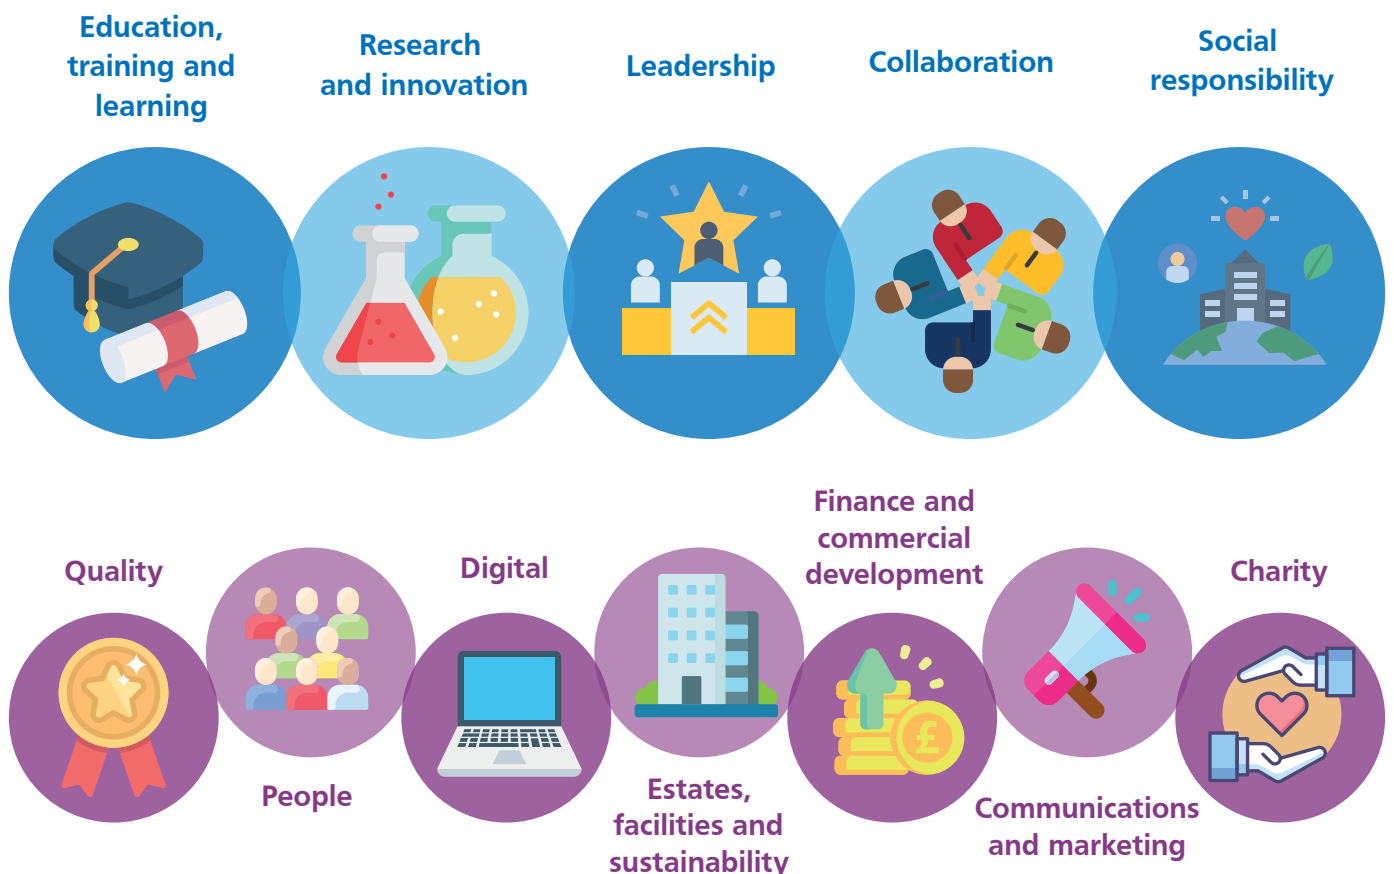 Education,
training and
learning
Research
and innovation
Leadership
Collaboration
Social
responsibility
Quality
People
Digital
Estates,
facilities and
sustainability
Finance and
commercial
development
£
Communications
and marketing
Charity